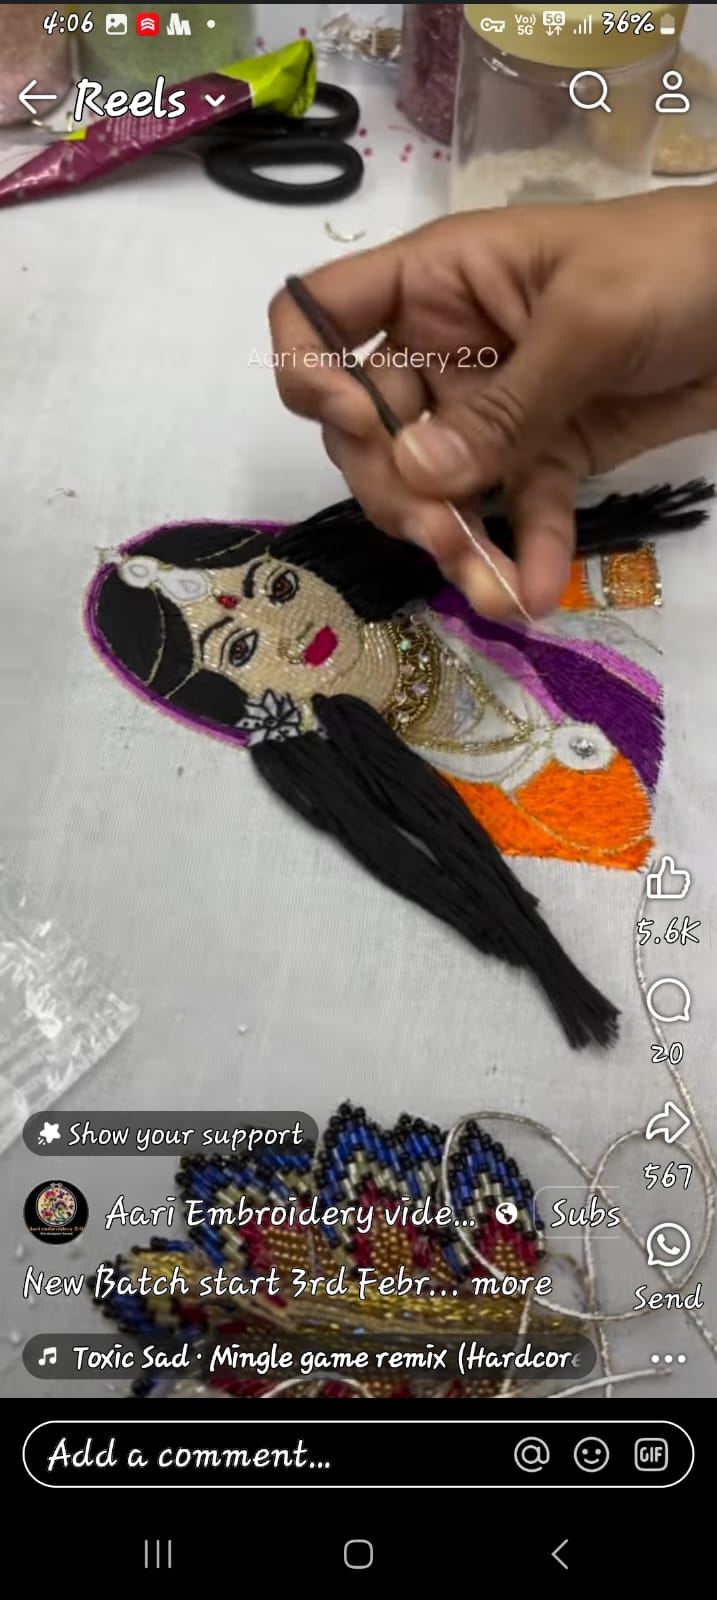 4:06
Vo)) 5G
5G
36%
Reels
Aari embroidery 2.0
5.6K
20
567
Send
Show your support
Aari Embroidery vide... Subs
New Batch start 3rd Febr... more
Toxic Sad · Mingle game remix (Hardcore
Add a comment...
GIF